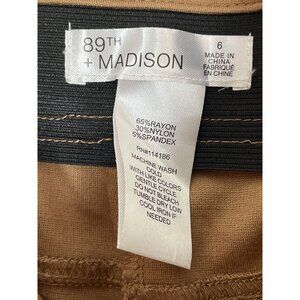 89TH
+ MADISON
6
MADE IN
CHINA
FABRIQUÉ
EN CHINE
65%RAYON
30%NYLON
5%SPANDEX
RN#114186
MACHINE WASH
COLD
WITH LIKE COLORS
GENTLE CYCLE
DO NOT BLEACH
TUMBLE DRY LOW
COOL IRON IF
NEEDED